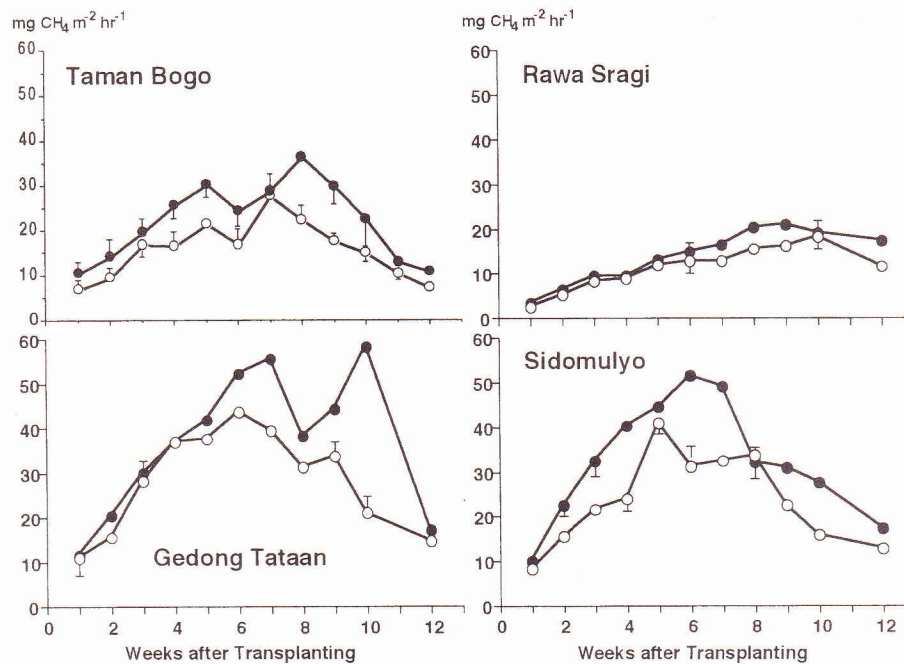 mg CH4 m-2 hr-1
mg CH4 m-2 hr-1
60
Taman Bogo
50
40
30
20
10
0
60
Rawa Sragi
50
40
30
20
10
0
60
50
40
30
20
10
0
Gedong Tataan
0 2 4 6 8 10 12
Weeks after Transplanting
60
Sidomulyo
50
40
30
20
10
0
0 2 4 6 8 10 12
Weeks after Transplanting